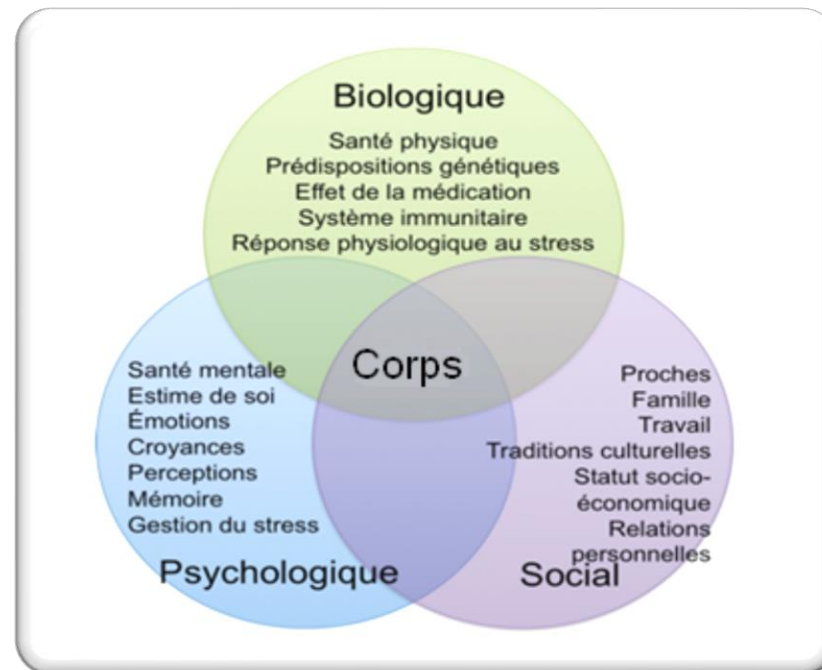 Biologique
Santé physique
Prédispositions génétiques
Effet de la médication
Système immunitaire
Réponse physiologique au stress
Corps
Santé mentale
Estime de soi
Émotions
Croyances
Perceptions
Mémoire
Gestion du stress
Psychologique
Proches
Famille
Travail
Traditions culturelles
Statut socio-
économique
Relations
personnelles
Social